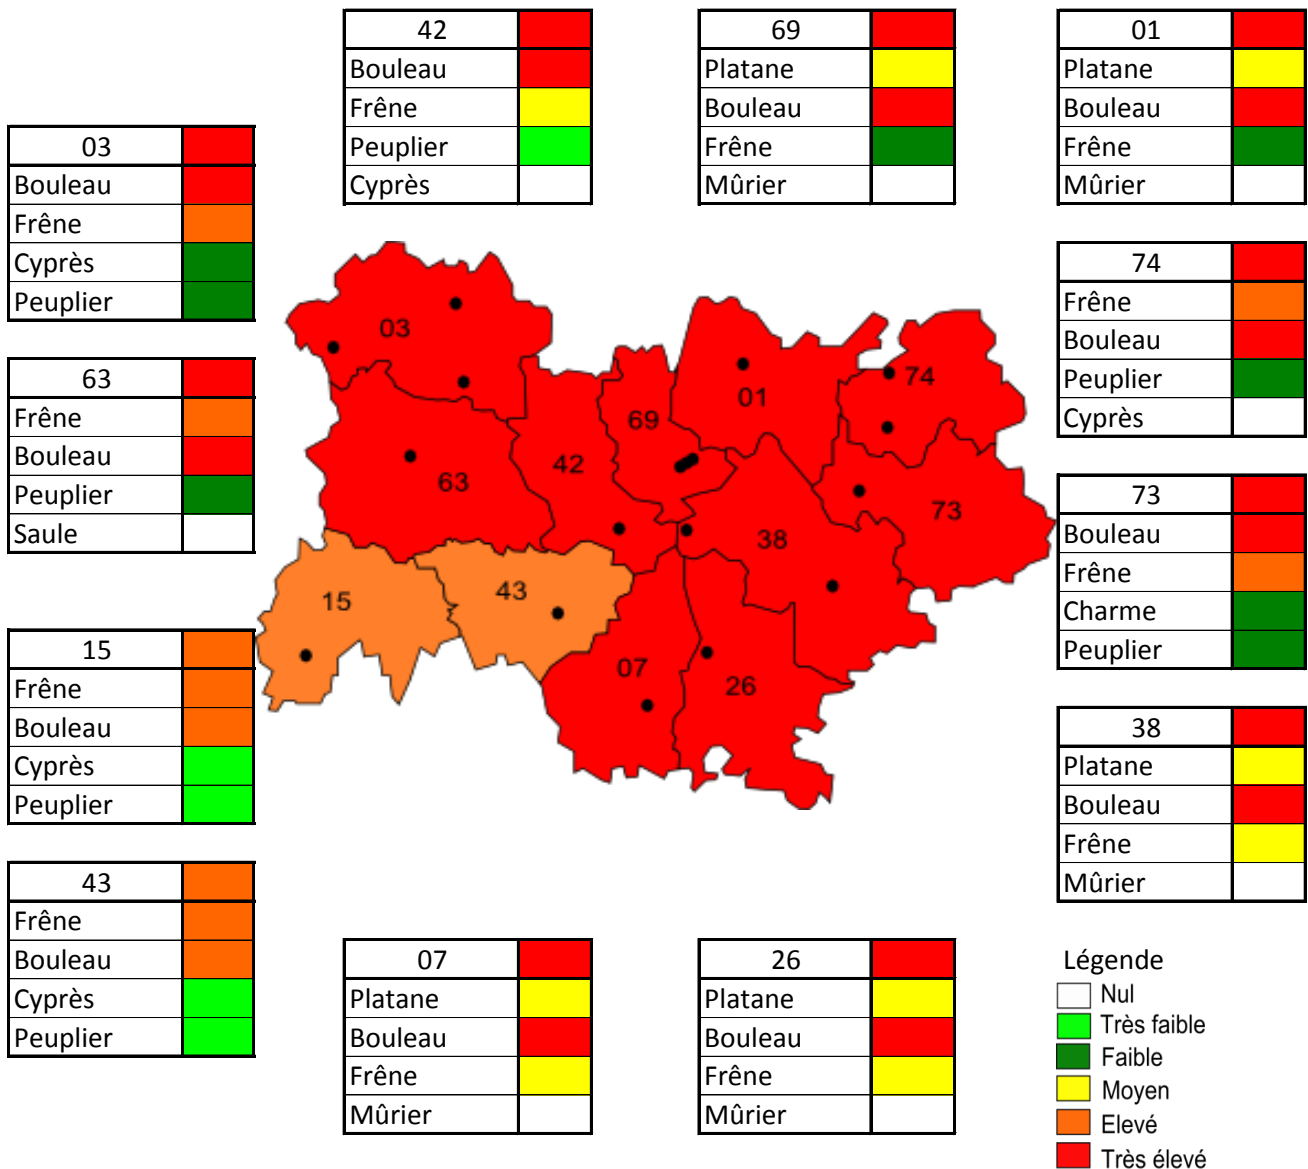 42
Bouleau
Frêne
Peuplier
Cyprès
69
Platane
Bouleau
Frêne
Mûrier
01
Platane
Bouleau
Frêne
Mûrier
03
Bouleau
Frêne
Cyprès
Peuplier
63
Frêne
Bouleau
Peuplier
Saule
15
Frêne
Bouleau
Cyprès
Peuplier
43
Frêne
Bouleau
Cyprès
Peuplier
03
63
42
69
01
74
73
38
15
43
07
26
74
Frêne
Bouleau
Peuplier
Cyprès
73
Bouleau
Frêne
Charme
Peuplier
38
Platane
Bouleau
Frêne
Mûrier
07
Platane
Bouleau
Frêne
Mûrier
26
Platane
Bouleau
Frêne
Mûrier
Légende
Nul
Très faible
Faible
Moyen
Elevé
Très élevé